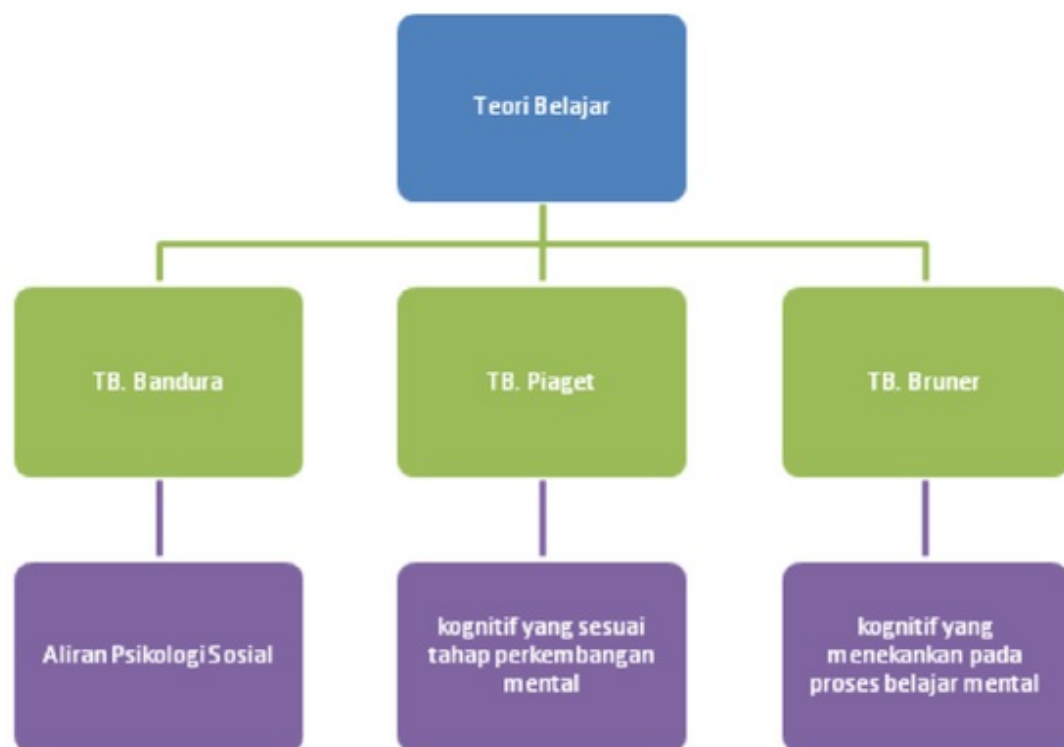 Teori Belajar
TB. Bandura
TB. Piaget
TB. Bruner
Aliran Psikologi Sosial
kognitif yang sesuai
tahap perkembangan
mental
kognitif yang
menekankan pada
proses belajar mental